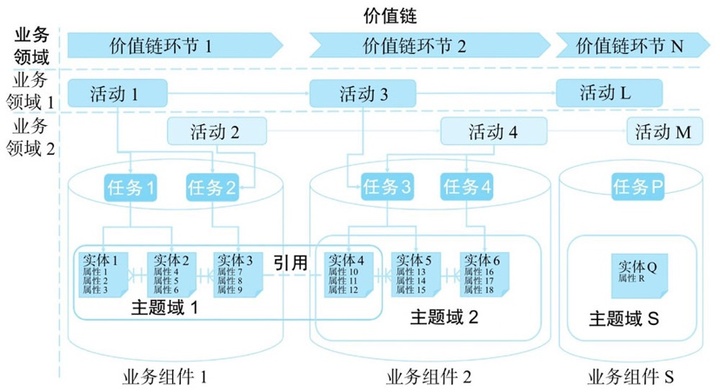 价值链
业务
领域
价值链环节 1
价值链环节 2
价值链环节 N
业务
领域 1
活动 1
活动 3
活动 L
业务
领域 2
活动 2
活动 4
活动 M
任务 1
任务 2
任务 3
任务 4
任务 P
实体 1
属性 1
属性 2
属性 3
实体 2
属性 4
属性 5
属性 6
实体 3
属性 7
属性 8
属性 9
引用
实体 4
属性 10
属性 11
属性 12
实体 5
属性 13
属性 14
属性 15
实体 6
属性 16
属性 17
属性 18
实体 Q
属性 R
主题域 1
主题域 2
主题域 S
业务组件 1
业务组件 2
业务组件 S